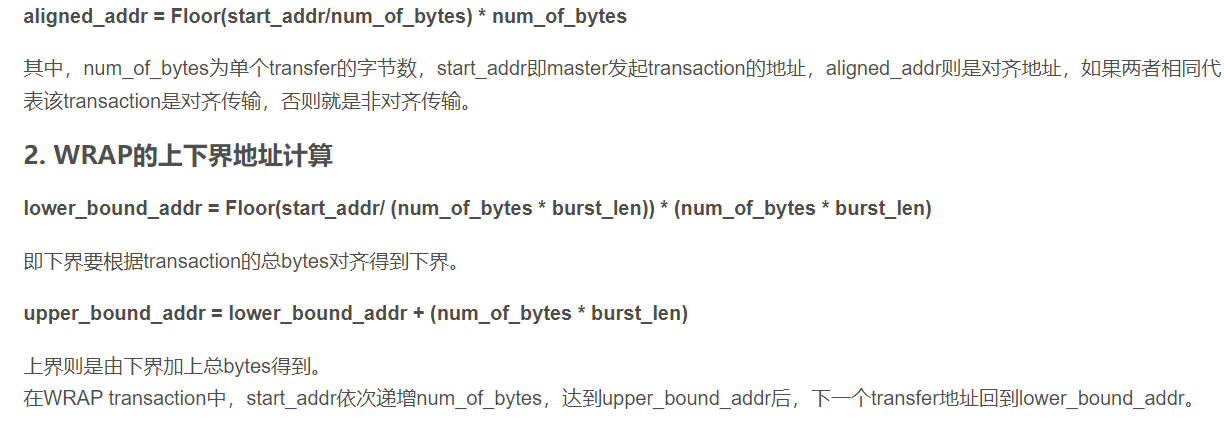 aligned_addr = Floor(start_addr/num_of_bytes) * num_of_bytes
其中，num_of_bytes为单个transfer的字节数，start_addr即master发起transaction的地址，aligned_addr则是对齐地址，如果两者相同代
表该transaction是对齐传输，否则就是非对齐传输。
2. WRAP的上下界地址计算
lower_bound_addr = Floor(start_addr/ (num_of_bytes * burst_len)) * (num_of_bytes * burst_len)
即下界要根据transaction的总bytes对齐得到下界。
upper_bound_addr = lower_bound_addr + (num_of_bytes * burst_len)
上界则是由下界加上总bytes得到。
在WRAP transaction中，start_addr依次递增num_of_bytes，达到upper_bound_addr后，下一个transfer地址回到lower_bound_addr。